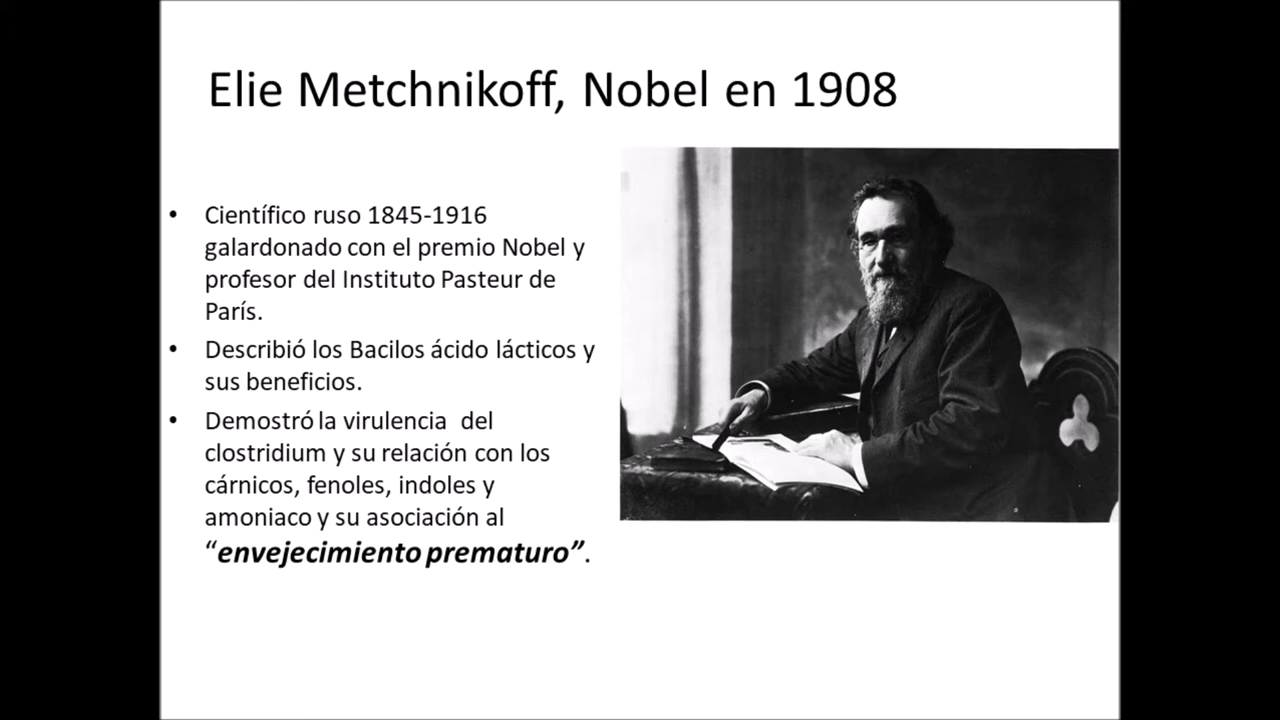 Elie Metchnikoff, Nobel en 1908
• Científico ruso 1845-1916
galardonado con el premio Nobel y
profesor del Instituto Pasteur de
París.
• Describió los Bacilos ácido lácticos y
sus beneficios.
• Demostró la virulencia del
clostridium y su relación con los
cárnicos, fenoles, indoles y
amoniaco y su asociación al
“envejecimiento prematuro”.